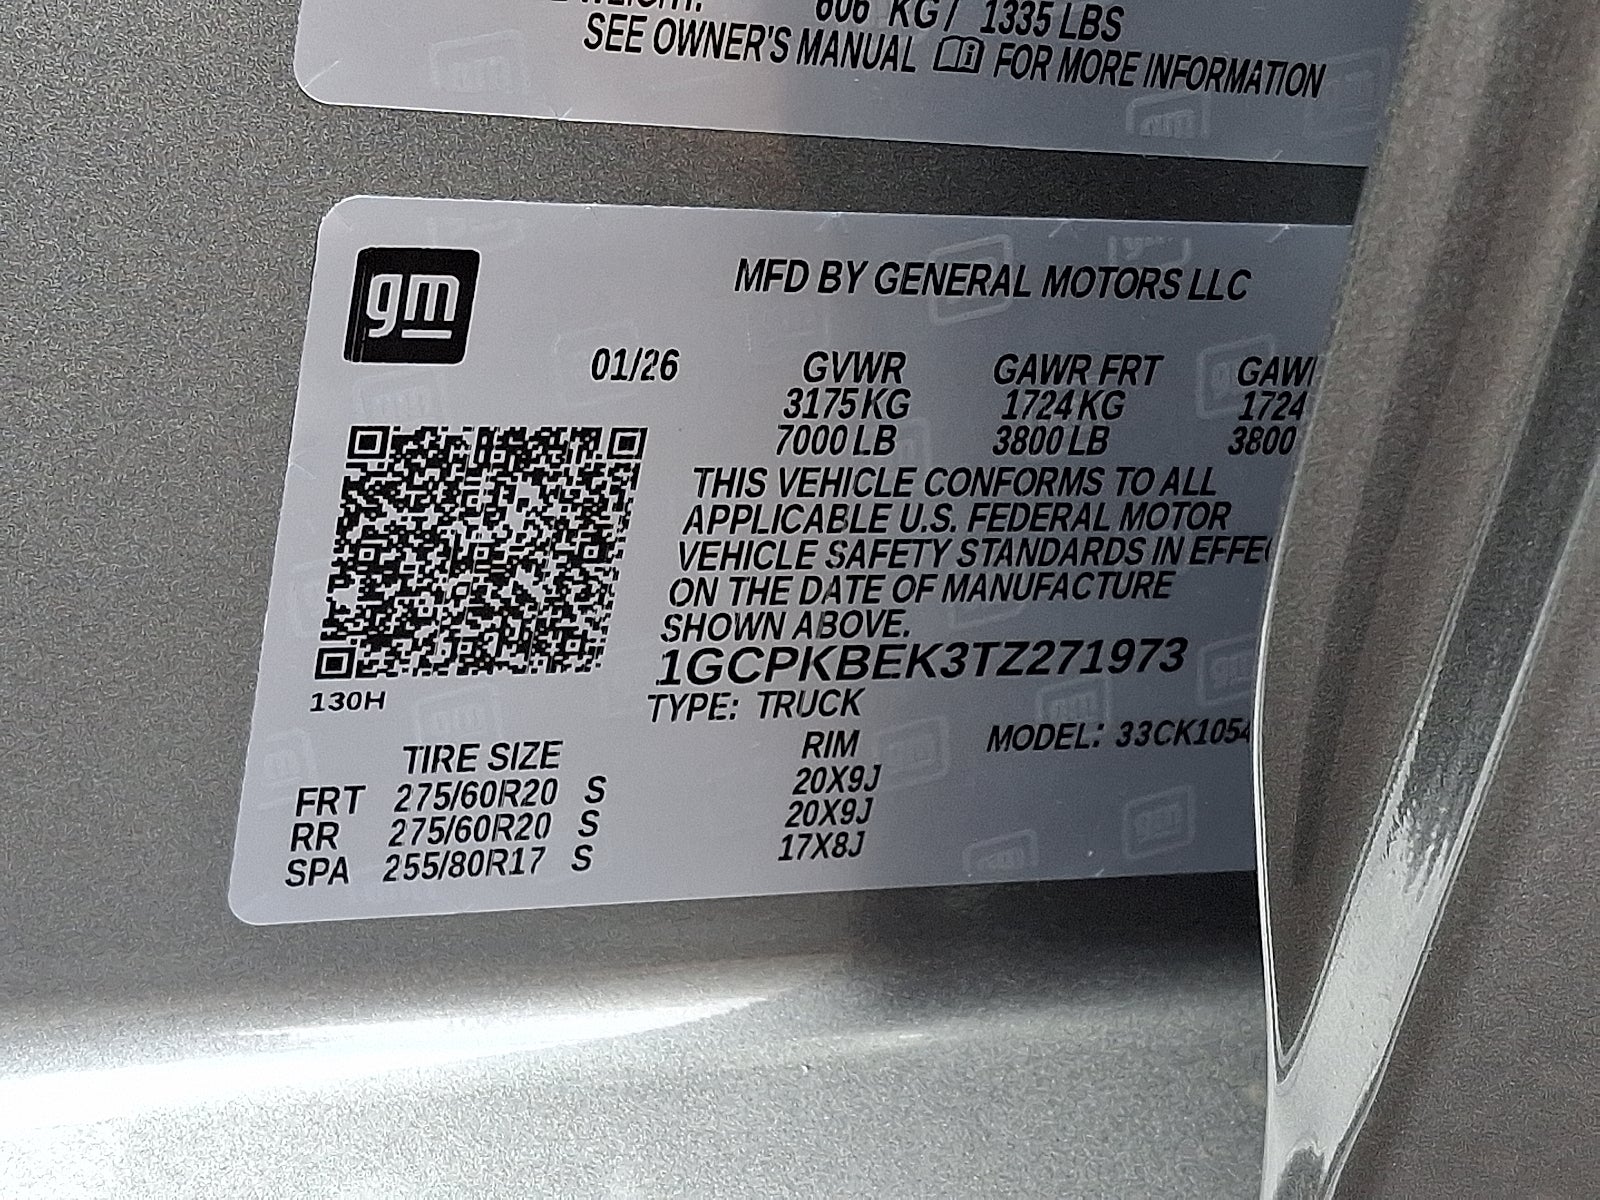 606 KG / 1335 LBS
SEE OWNER'S MANUAL FOR MORE INFORMATION
gm
MFD BY GENERAL MOTORS LLC
01/26 GVWR GAWR FRT
3175 KG 1724 KG 1724
7000 LB 3800 LB 3800
THIS VEHICLE CONFORMS TO ALL
APPLICABLE U.S. FEDERAL MOTOR
VEHICLE SAFETY STANDARDS IN
ON THE DATE OF MANUFACTURE
SHOWN ABOVE.
1GCPKBEK3TZ271973
130H
TYPE: TRUCK
MODEL: 33CK1054
TIRE SIZE RIM
FRT 275/60R20 S 20X9J
RR 275/60R20 S 20X9J
SPA 255/80R17 S 17X8J